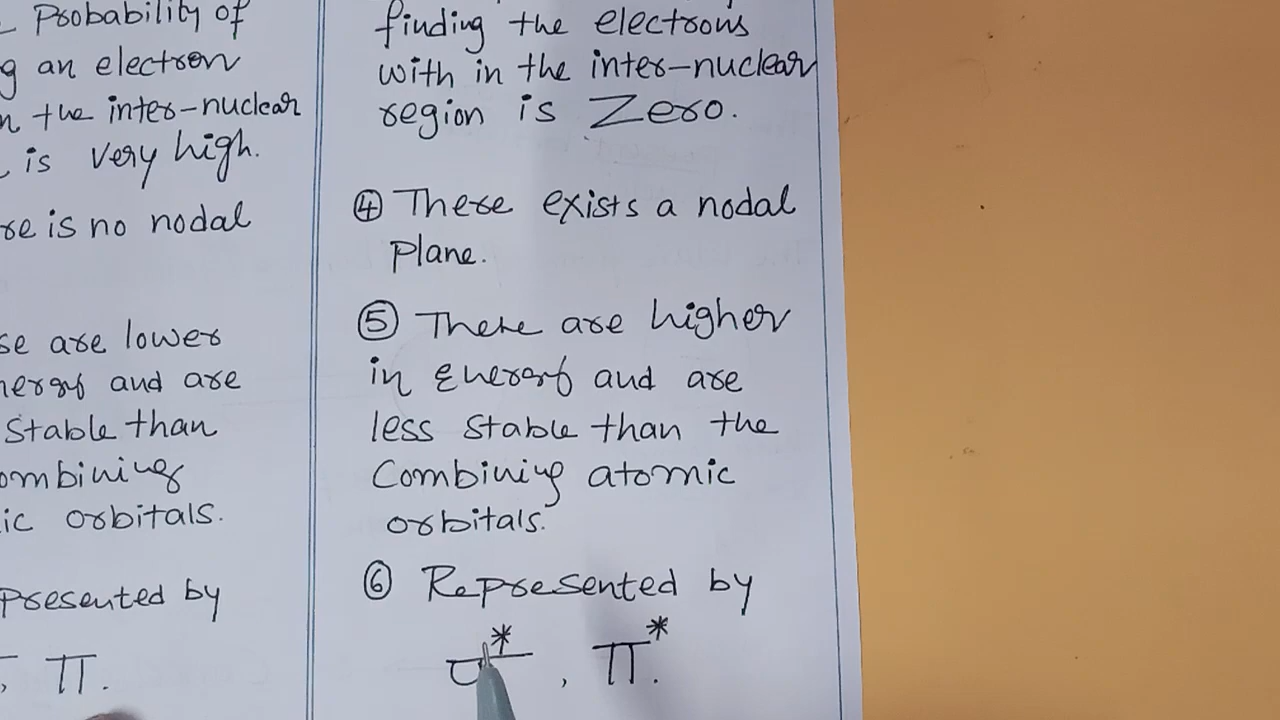 Probability of
an electron
the inter-nuclear
is very high.
is no nodal
are lower
and are
Stable than
orbitals.
by
π.
finding the electrons
with in the inter-nuclear
region is Zero.
④ There exists a nodal
Plane.
⑤ There are higher
in Energy and are
less Stable than the
Combining atomic
orbitals.
⑥ Represented by
σ*, π*.